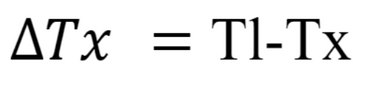 ΔTx = Tl-Tx